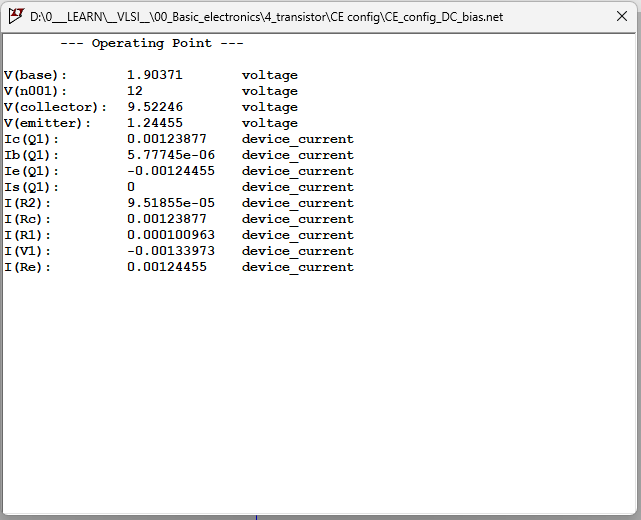 D:\0___LEARN\__VLSI__\00_Basic_electronics\4_transistor\CE config\CE_config_DC_bias.net
--- Operating Point ---
V(base): 1.90371 voltage
V(n001): 12 voltage
V(collector): 9.52246 voltage
V(emitter): 1.24455 voltage
Ic(Q1): 0.00123877 device_current
Ib(Q1): 5.77745e-06 device_current
Ie(Q1): -0.00124455 device_current
Is(Q1): 0 device_current
I(R2): 9.51855e-05 device_current
I(Rc): 0.00123877 device_current
I(R1): 0.000100963 device_current
I(V1): -0.00133973 device_current
I(Re): 0.00124455 device_current